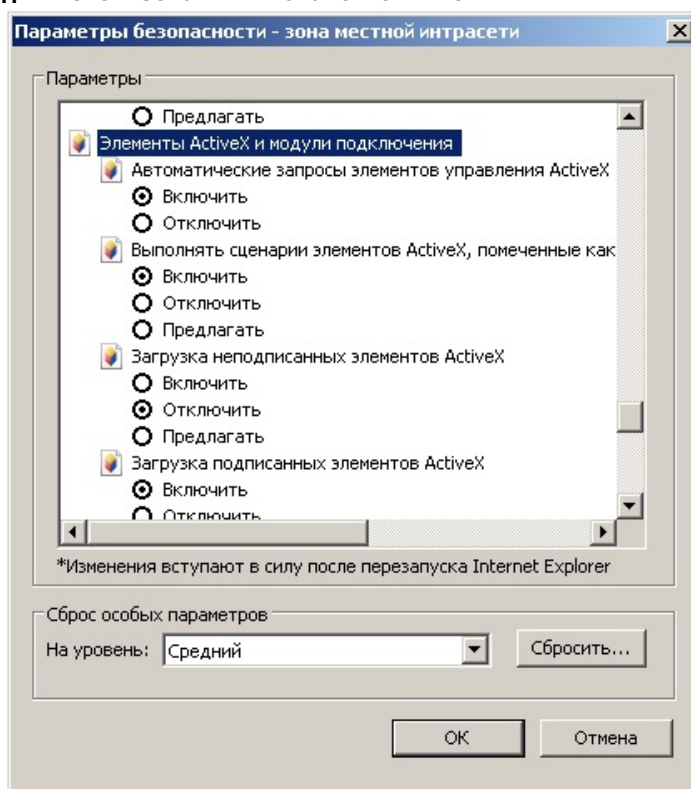 Параметры безопасности - зона местной интрасети
Параметры
Предлагать
Элементы ActiveX и модули подключения
Автоматические запросы элементов управления ActiveX
Включить
Отключить
Выполнять сценарии элементов ActiveX, помеченные как
Включить
Отключить
Предлагать
Загрузка неподписанных элементов ActiveX
Включить
Отключить
Предлагать
Загрузка подписанных элементов ActiveX
Включить
Отключить
*Изменения вступают в силу после перезапуска Internet Explorer
Сброс особых параметров
На уровень: Средний Сбросить...
ОК Отмена